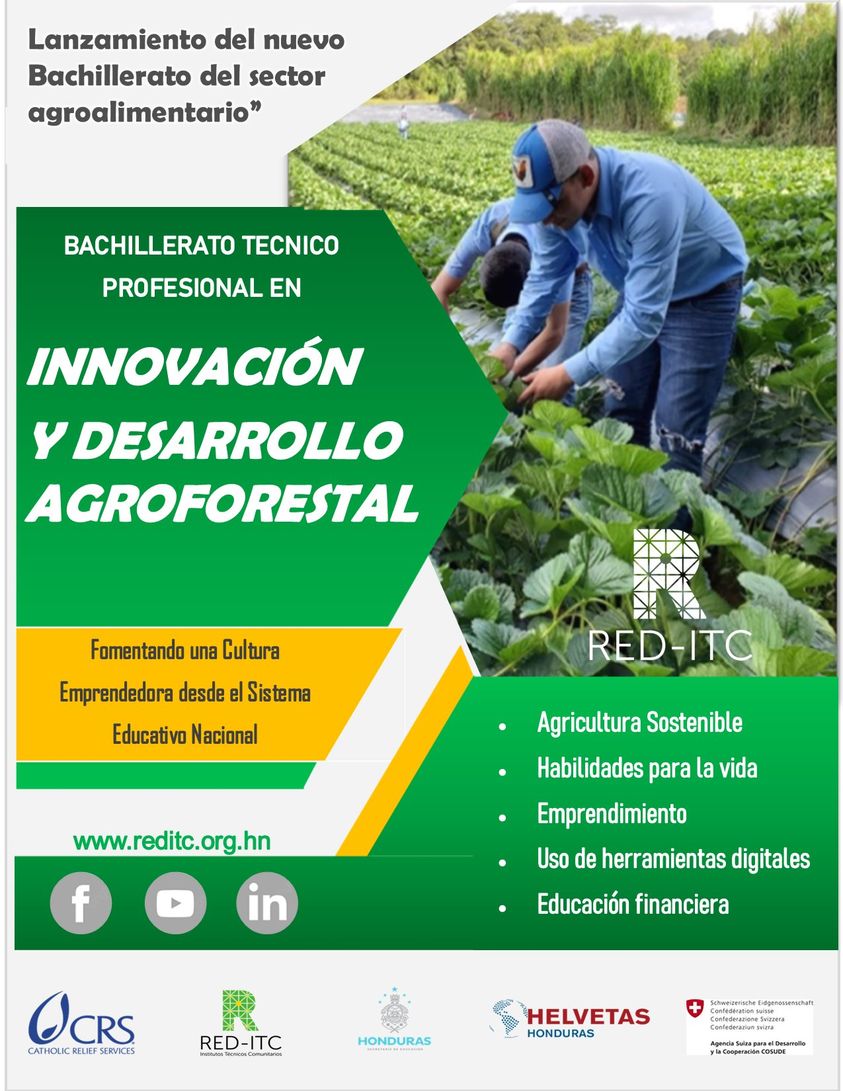 Lanzamiento del nuevo
Bachillerato del sector
agroalimentario”
BACHILLERATO TECNICO
PROFESIONAL EN
INNOVACIÓN
Y DESARROLLO
AGROFORESTAL
RED-ITC
Fomentando una Cultura
Emprendedora desde el Sistema
Educativo Nacional
• Agricultura Sostenible
• Habilidades para la vida
• Emprendimiento
• Uso de herramientas digitales
• Educación financiera
www.reditc.org.hn
CRS
CATHOLIC RELIEF SERVICES
RED-ITC
Institutos Técnicos Comunitarios
HONDURAS
SECRETARÍA DE EDUCACIÓN
HELVETAS
HONDURAS
Schweizerische Eidgenossenschaft
Confédération suisse
Confederazione Svizzera
Confederaziun svizra
Agencia Suiza para el Desarrollo
y la Cooperación COSUDE